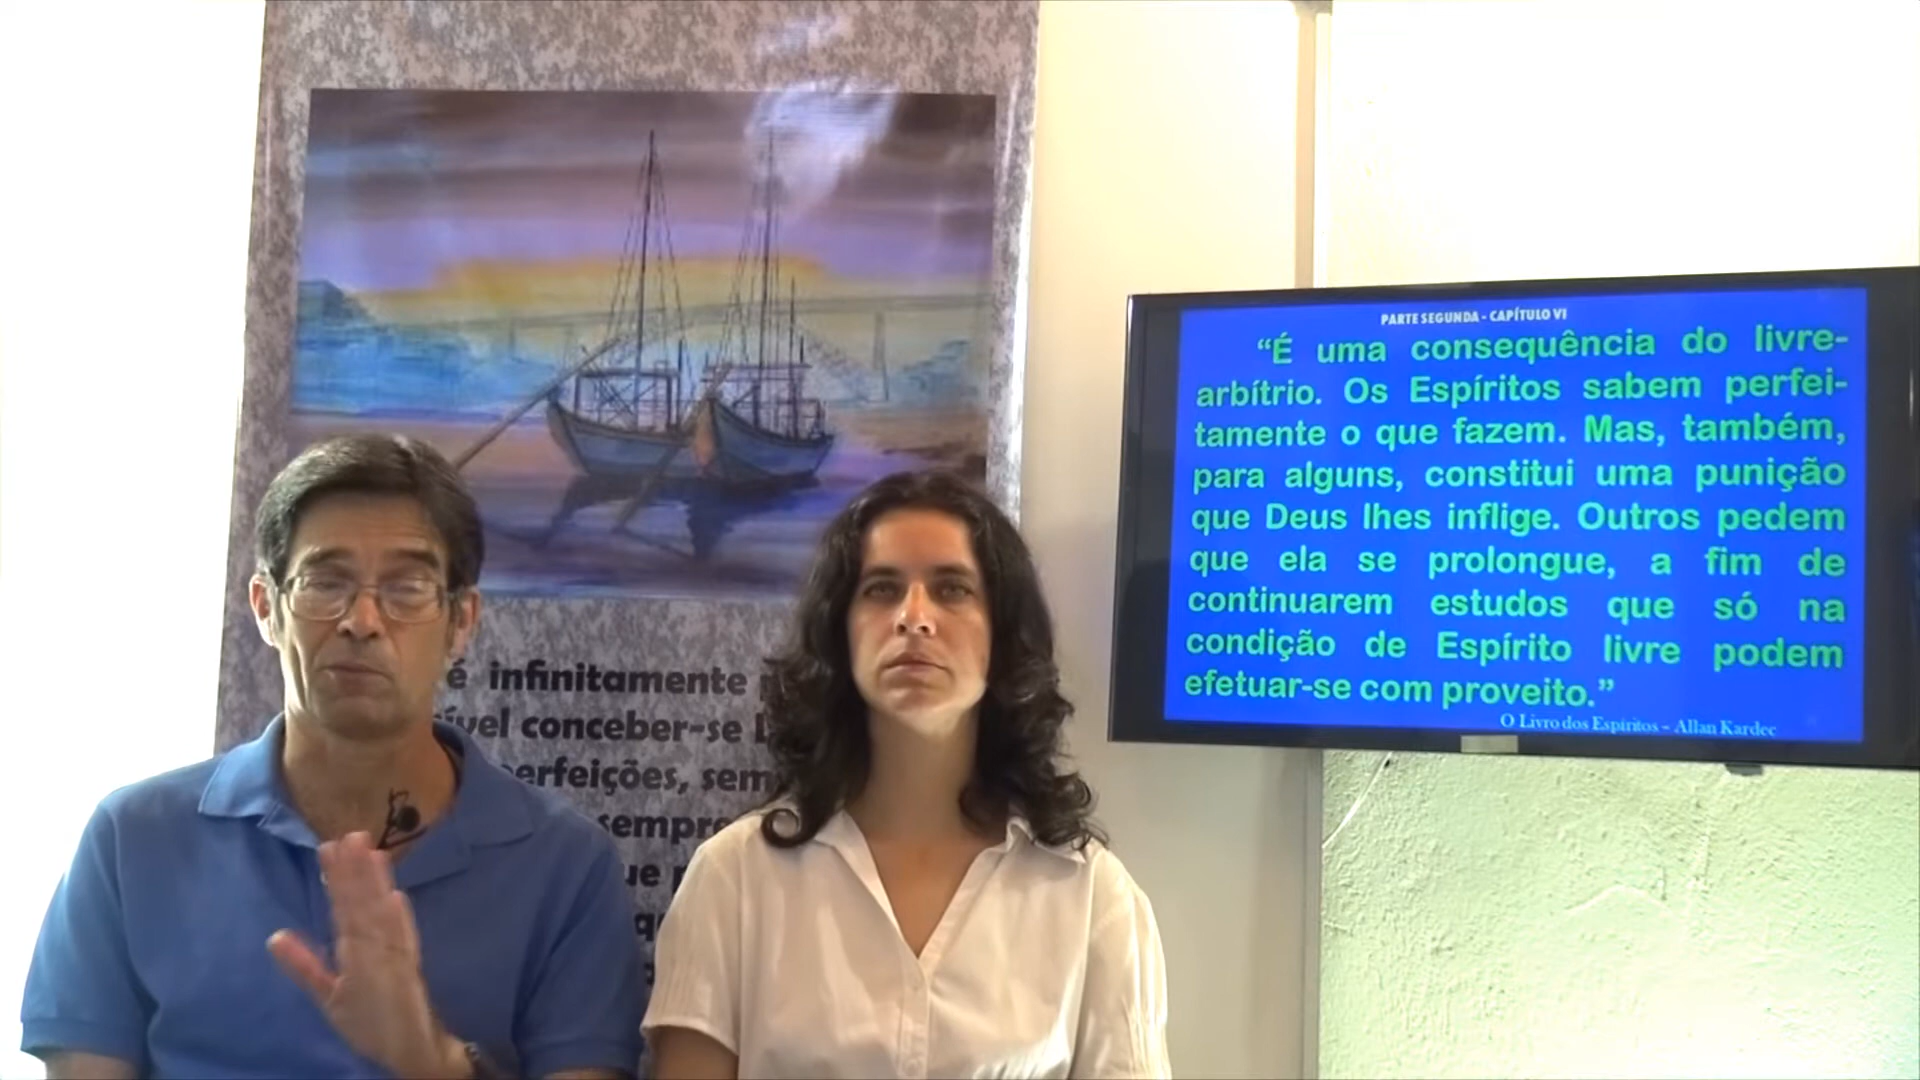 é infinitamente
conceber-se
perfeições, sem
sempre
PARTE SEGUNDA - CAPÍTULO VI
“É uma consequência do livre-
arbítrio. Os Espíritos sabem perfei-
tamente o que fazem. Mas, também,
para alguns, constitui uma punição
que Deus lhes inflige. Outros pedem
que ela se prolongue, a fim de
continuarem estudos que só na
condição de Espírito livre podem
efetuar-se com proveito.”
O Livro dos Espíritos – Allan Kardec